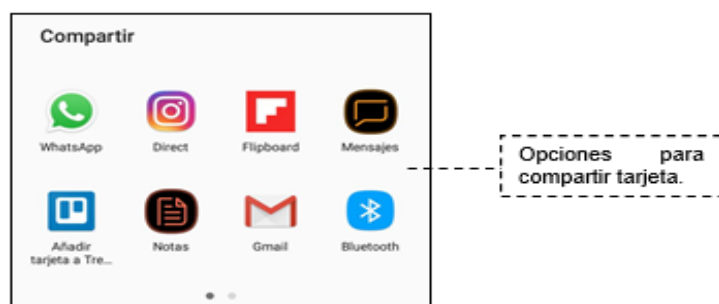 Compartir
WhatsApp
Direct
Flipboard
Mensajes
Añadir
tarjeta a Tre...
Notas
Gmail
Bluetooth
Opciones para
compartir tarjeta.